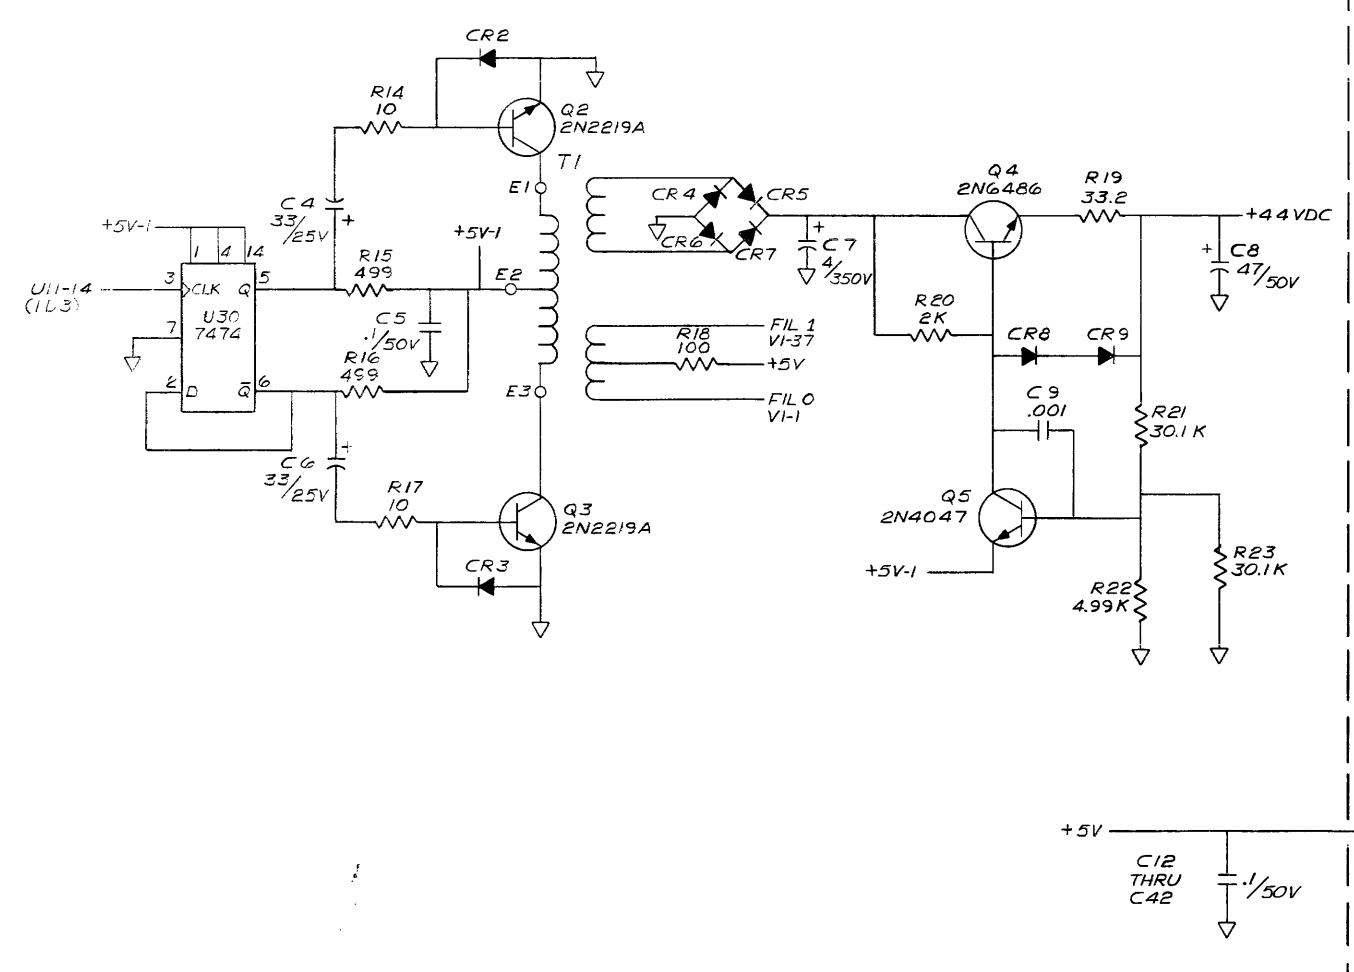 CR2
R14
10
Q2
2N2219A
T1
E1
C4
33/25V
+
+5V-1
1 4 14
3 CLK Q 5
U11-14
(1L3)
U30
7474
7
2 D Q̅ 6
R15
499
+5V-1
E2
C5
.1/50V
R16
499
E3
C6
33/25V
+
R17
10
Q3
2N2219A
CR3
CR4
CR5
CR6
CR7
+
C7
4/350V
R18
100
FIL 1
V1-37
+5V
FIL 0
V1-1
Q4
2N6486
R19
33.2
+44VDC
+
C8
47/50V
R20
2K
CR8
CR9
C9
.001
R21
30.1K
Q5
2N4047
+5V-1
R22
4.99K
R23
30.1K
+5V
C12
THRU
C42
.1/50V